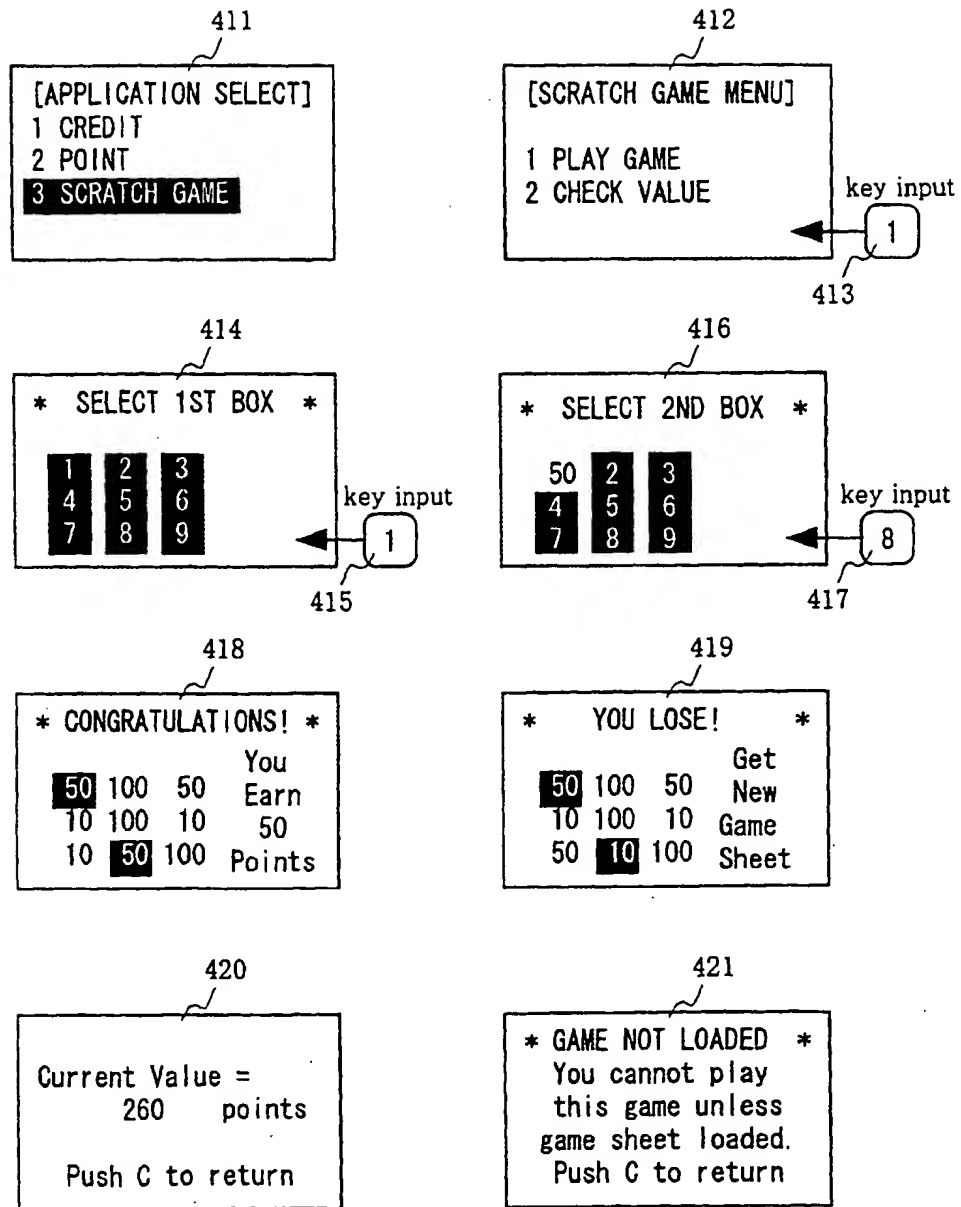 411
[APPLICATION SELECT]
1 CREDIT
2 POINT
3 SCRATCH GAME
412
[SCRATCH GAME MENU]
1 PLAY GAME
2 CHECK VALUE
key input
1
413
414
* SELECT 1ST BOX *
1 2 3
4 5 6
7 8 9
key input
1
415
416
* SELECT 2ND BOX *
50 2 3
4 5 6
7 8 9
key input
8
417
418
* CONGRATULATIONS! *
You
50 100 50 Earn
10 100 10 50
10 50 100 Points
419
* YOU LOSE! *
Get
50 100 50 New
10 100 10 Game
50 10 100 Sheet
420
Current Value =
260 points
Push C to return
421
* GAME NOT LOADED *
You cannot play
this game unless
game sheet loaded.
Push C to return